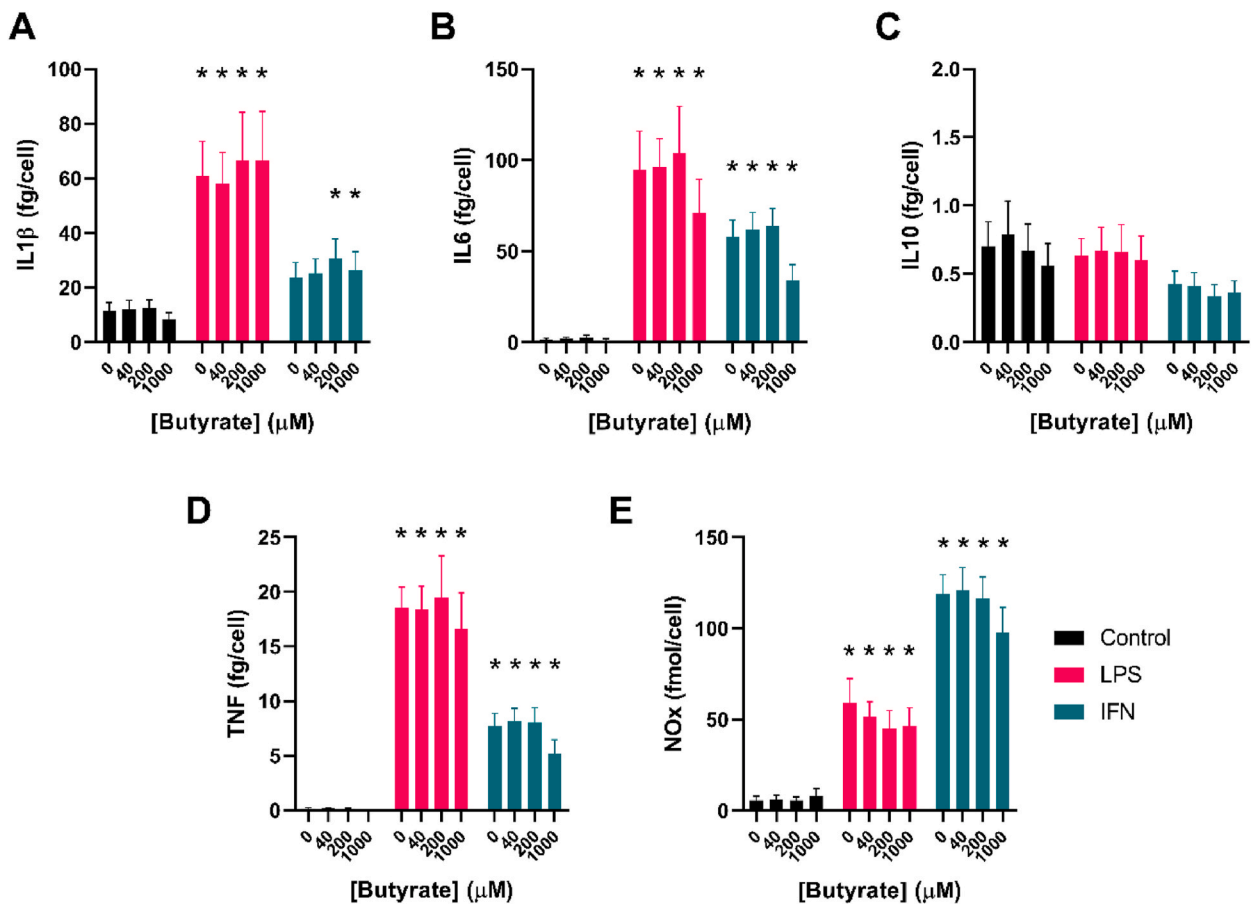 A
IL1β (fg/cell)
100
80
60
40
20
0
* * * *
* *
0 40 200 1000 0 40 200 1000 0 40 200 1000
[Butyrate] (μM)
B
IL6 (fg/cell)
150
100
50
0
* * * *
* * * *
0 40 200 1000 0 40 200 1000 0 40 200 1000
[Butyrate] (μM)
C
IL10 (fg/cell)
2.0
1.5
1.0
0.5
0.0
0 40 200 1000 0 40 200 1000 0 40 200 1000
[Butyrate] (μM)
D
TNF (fg/cell)
25
20
15
10
5
0
* * * *
* * * *
0 40 200 1000 0 40 200 1000 0 40 200 1000
[Butyrate] (μM)
E
NOx (fmol/cell)
150
100
50
0
* * * *
* * * *
0 40 200 1000 0 40 200 1000 0 40 200 1000
[Butyrate] (μM)
Control
LPS
IFN